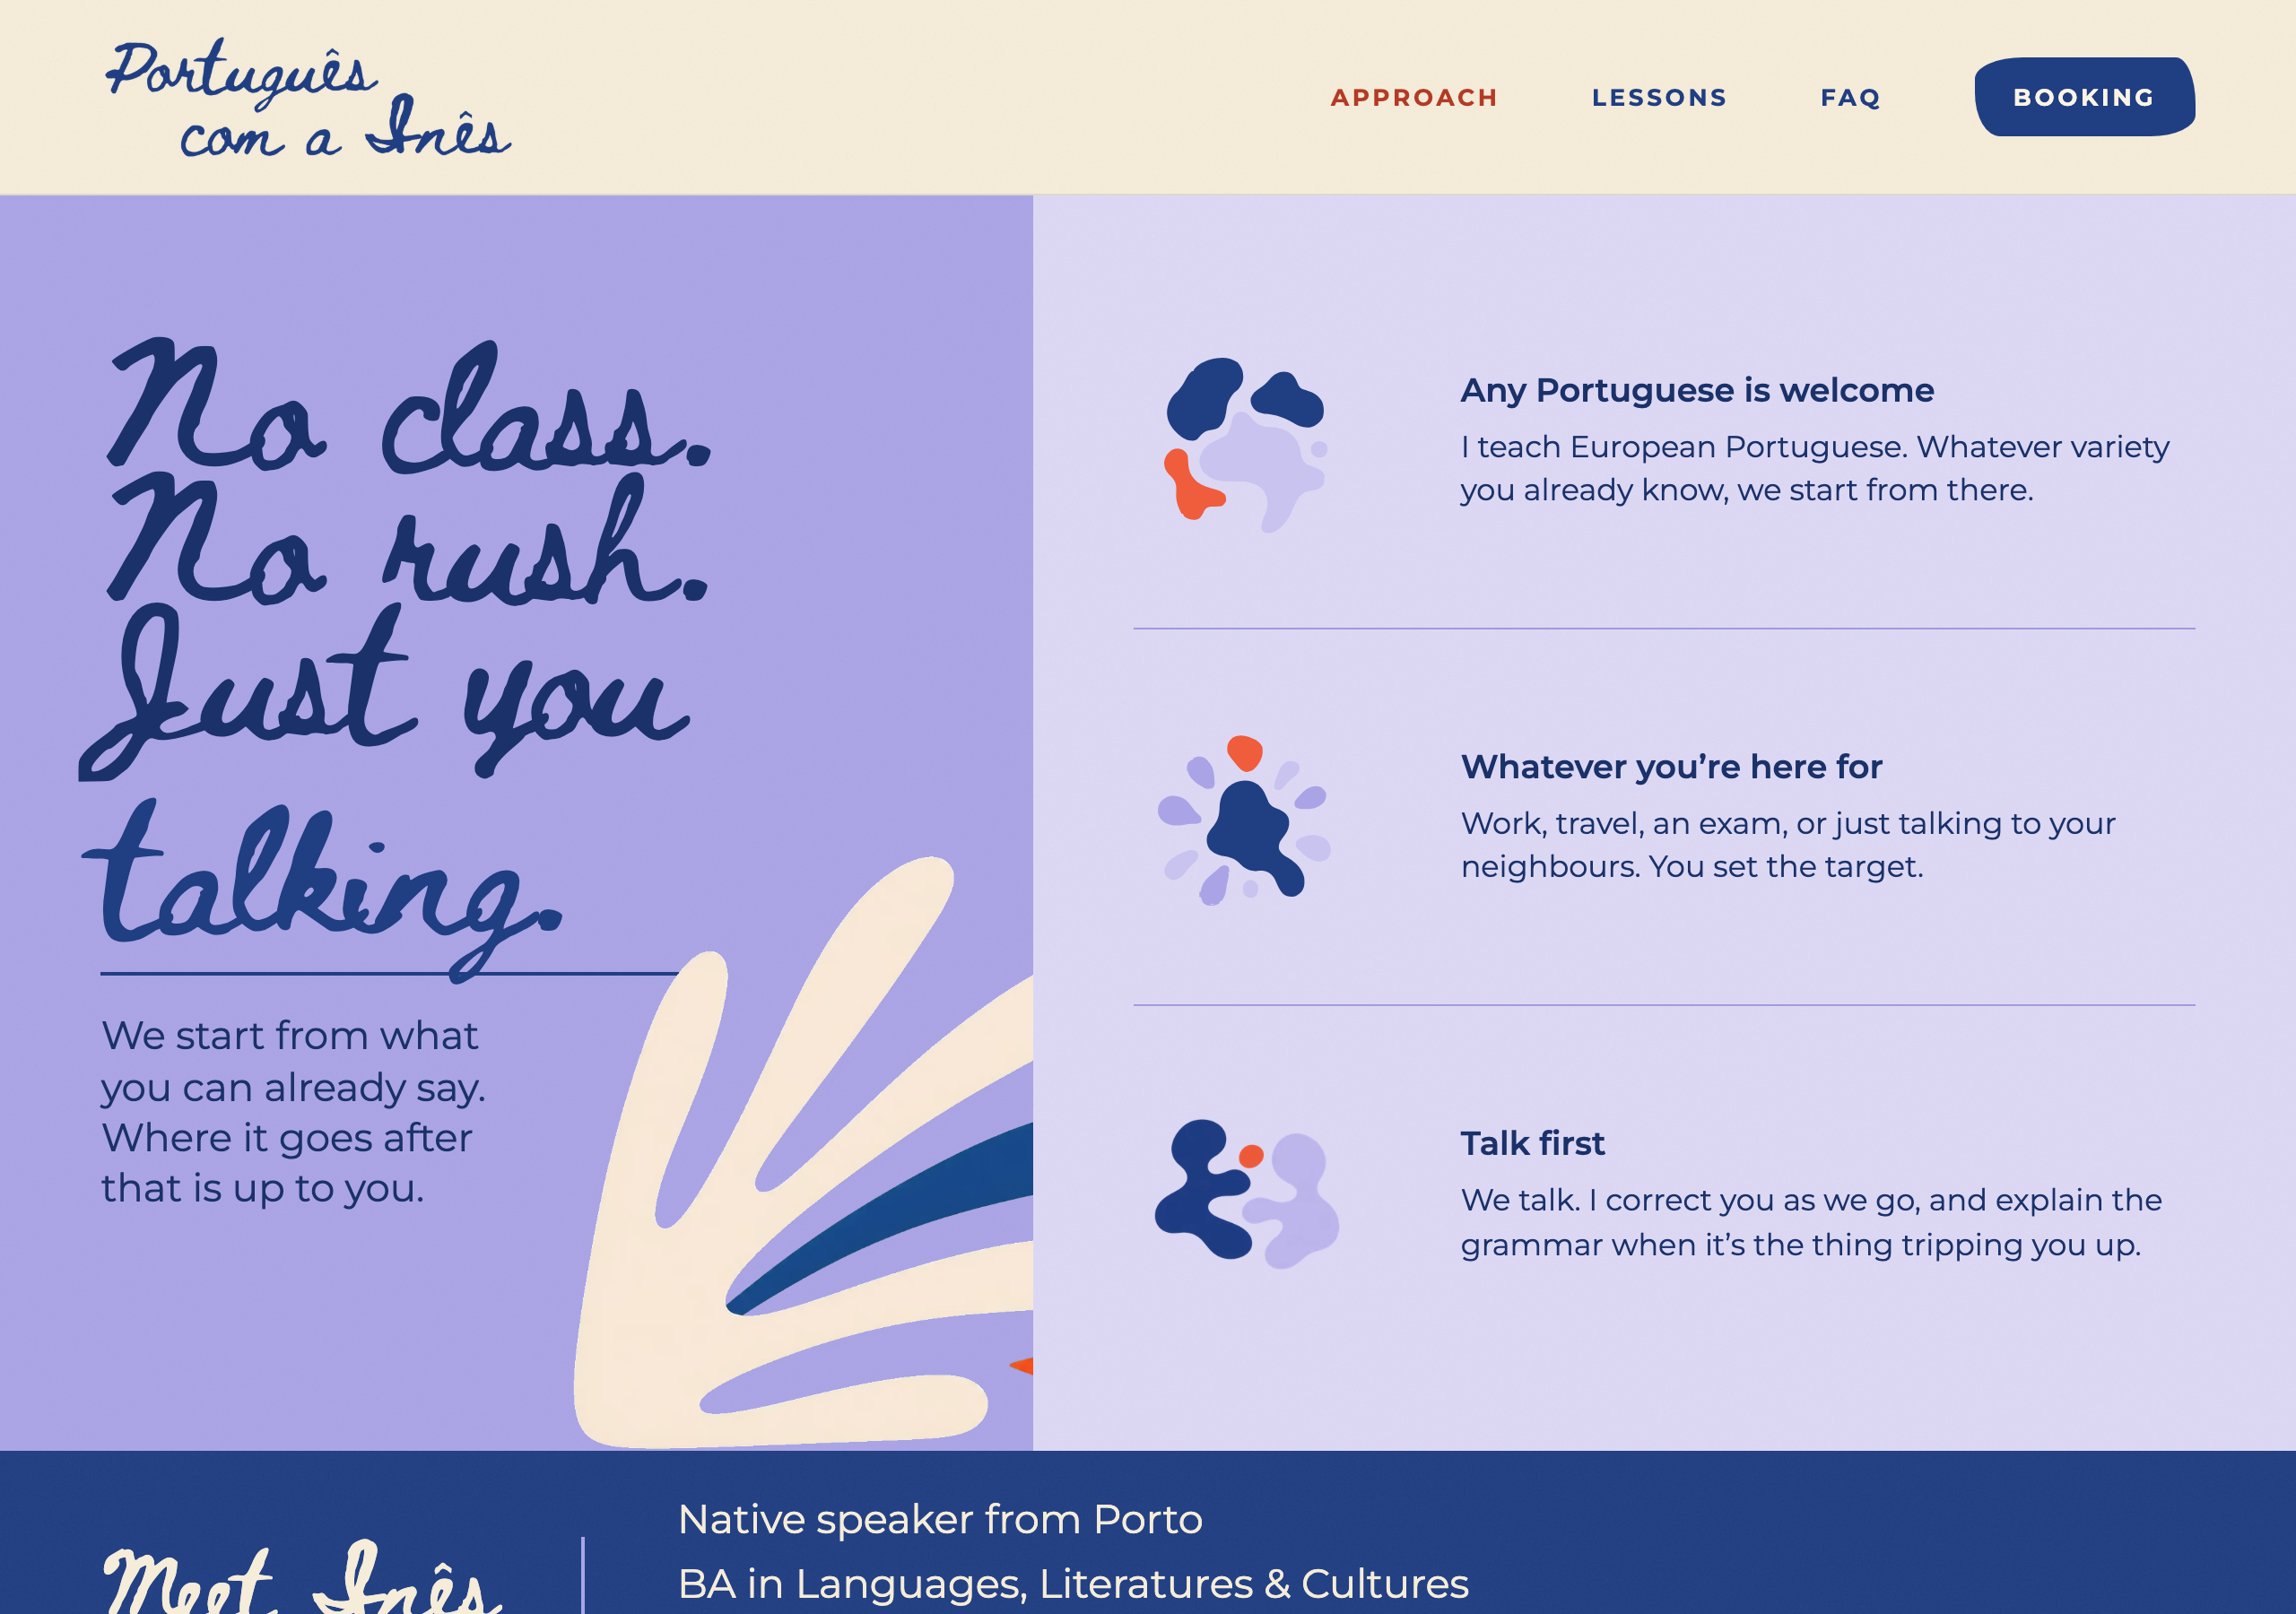 Português
com a Inês
APPROACH
LESSONS
FAQ
BOOKING
No class.
No rush.
Just you
talking.
We start from what
you can already say.
Where it goes after
that is up to you.
Any Portuguese is welcome
I teach European Portuguese. Whatever variety
you already know, we start from there.
Whatever you’re here for
Work, travel, an exam, or just talking to your
neighbours. You set the target.
Talk first
We talk. I correct you as we go, and explain the
grammar when it’s the thing tripping you up.
Meet Inês
Native speaker from Porto
BA in Languages, Literatures & Cultures